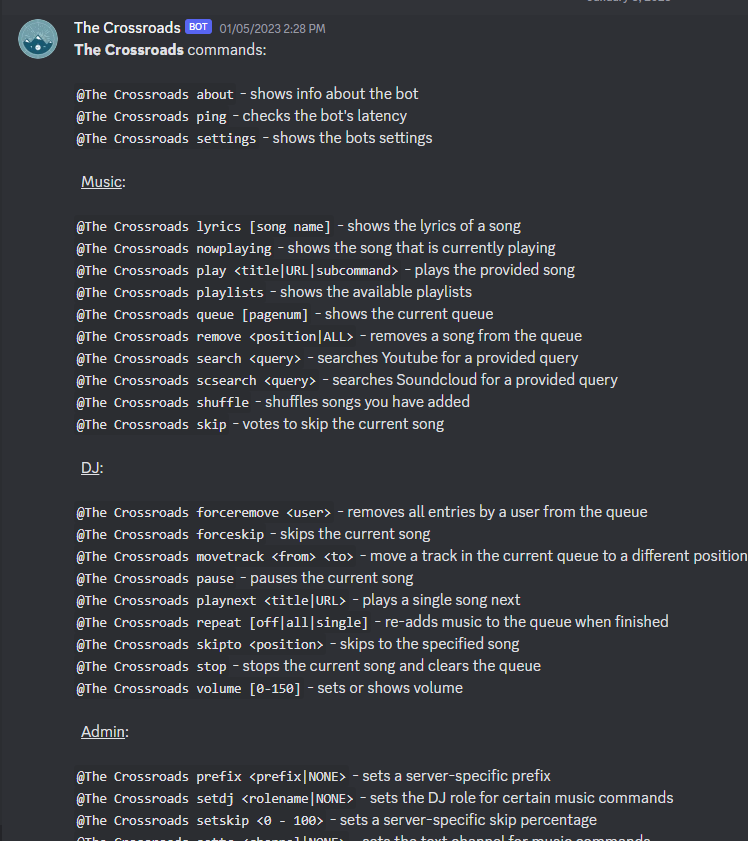 The Crossroads BOT 01/05/2023 2:28 PM
The Crossroads commands:
@The Crossroads about - shows info about the bot
@The Crossroads ping - checks the bot's latency
@The Crossroads settings - shows the bots settings
Music:
@The Crossroads lyrics [song name] - shows the lyrics of a song
@The Crossroads nowplaying - shows the song that is currently playing
@The Crossroads play <title|URL|subcommand> - plays the provided song
@The Crossroads playlists - shows the available playlists
@The Crossroads queue [pagenum] - shows the current queue
@The Crossroads remove <position|ALL> - removes a song from the queue
@The Crossroads search <query> - searches Youtube for a provided query
@The Crossroads scsearch <query> - searches Soundcloud for a provided query
@The Crossroads shuffle - shuffles songs you have added
@The Crossroads skip - votes to skip the current song
DJ:
@The Crossroads forceremove <user> - removes all entries by a user from the queue
@The Crossroads forceskip - skips the current song
@The Crossroads movetrack <from> <to> - move a track in the current queue to a different position
@The Crossroads pause - pauses the current song
@The Crossroads playnext <title|URL> - plays a single song next
@The Crossroads repeat [off|all|single] - re-adds music to the queue when finished
@The Crossroads skipto <position> - skips to the specified song
@The Crossroads stop - stops the current song and clears the queue
@The Crossroads volume [0-150] - sets or shows volume
Admin:
@The Crossroads prefix <prefix|NONE> - sets a server-specific prefix
@The Crossroads setdj <rolename|NONE> - sets the DJ role for certain music commands
@The Crossroads setskip <0 - 100> - sets a server-specific skip percentage
@The Crossroads settc <channel|NONE> - sets the text channel for music commands